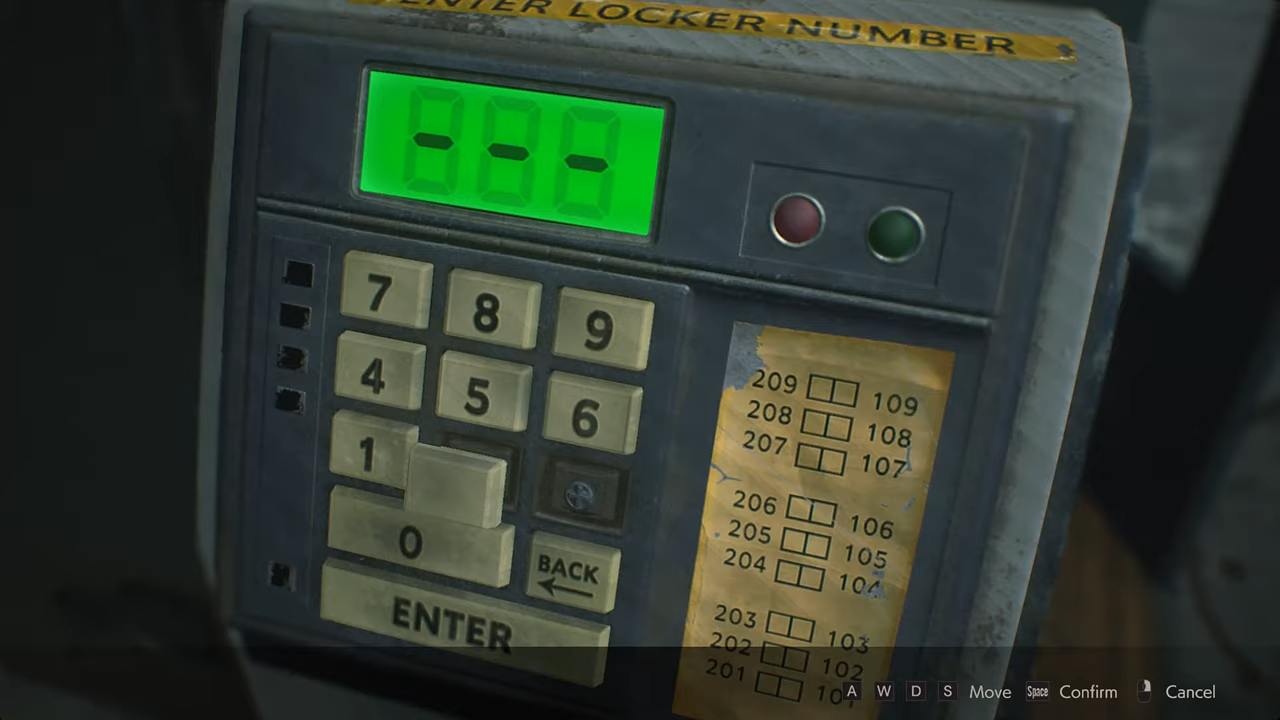 ENTER LOCKER NUMBER
---
7 8 9
4 5 6
1
0 BACK
ENTER
209 109
208 108
207 107
206 106
205 105
204 104
203 103
202 102
201 101
A W D S Move Space Confirm Cancel